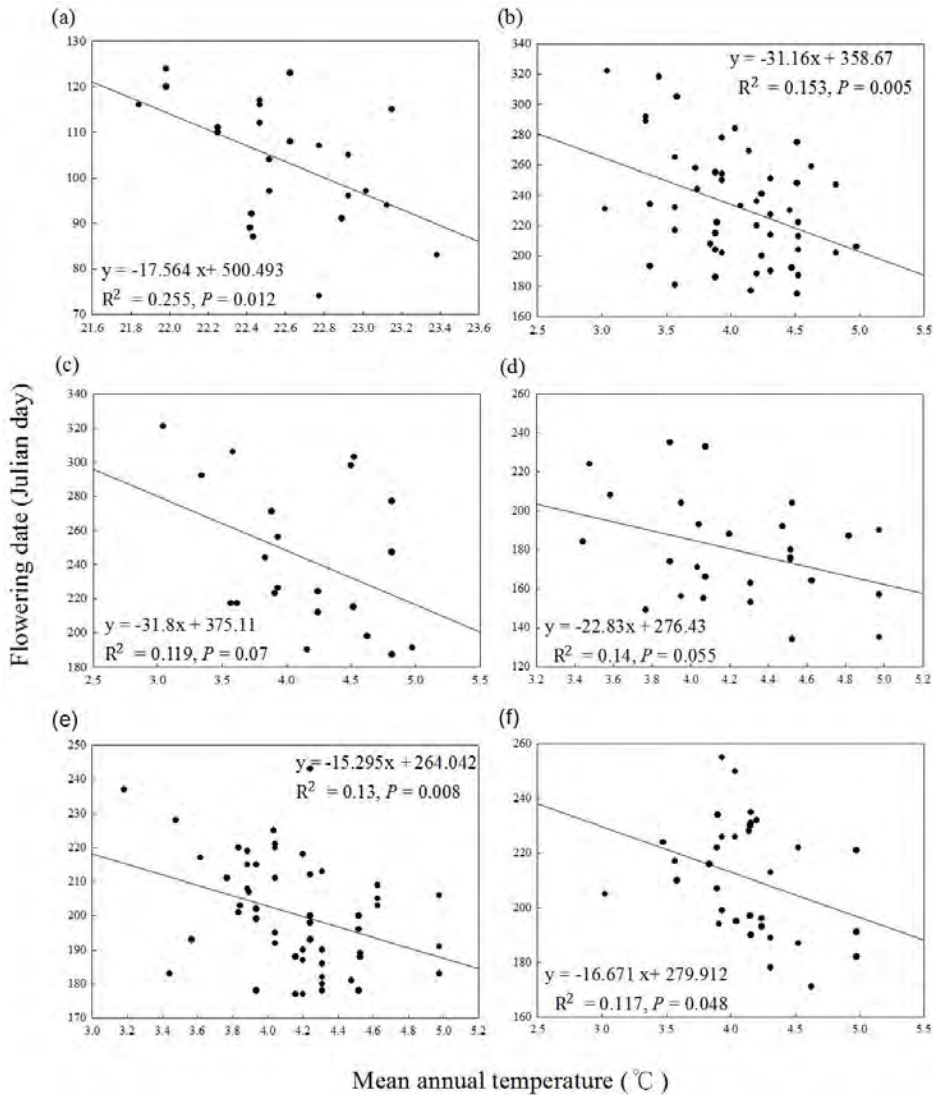 (a)
130
120
110
100
90
80
70
y = -17.564 x+ 500.493
R² = 0.255, P = 0.012
21.6 21.8 22.0 22.2 22.4 22.6 22.8 23.0 23.2 23.4 23.6
(b)
340
320
300
280
260
240
220
200
180
160
y = -31.16x + 358.67
R² = 0.153, P = 0.005
2.5 3.0 3.5 4.0 4.5 5.0 5.5
Flowering date (Julian day)
(c)
340
320
300
280
260
240
220
200
180
y = -31.8x + 375.11
R² = 0.119, P = 0.07
2.5 3.0 3.5 4.0 4.5 5.0 5.5
(d)
260
240
220
200
180
160
140
120
y = -22.83x + 276.43
R² = 0.14, P = 0.055
3.2 3.4 3.6 3.8 4.0 4.2 4.4 4.6 4.8 5.0 5.2
(e)
250
240
230
220
210
200
190
180
170
y = -15.295x + 264.042
R² = 0.13, P = 0.008
3.0 3.2 3.4 3.6 3.8 4.0 4.2 4.4 4.6 4.8 5.0 5.2
(f)
260
240
220
200
180
160
y = -16.671 x+ 279.912
R² = 0.117, P = 0.048
2.5 3.0 3.5 4.0 4.5 5.0 5.5
Mean annual temperature (℃)